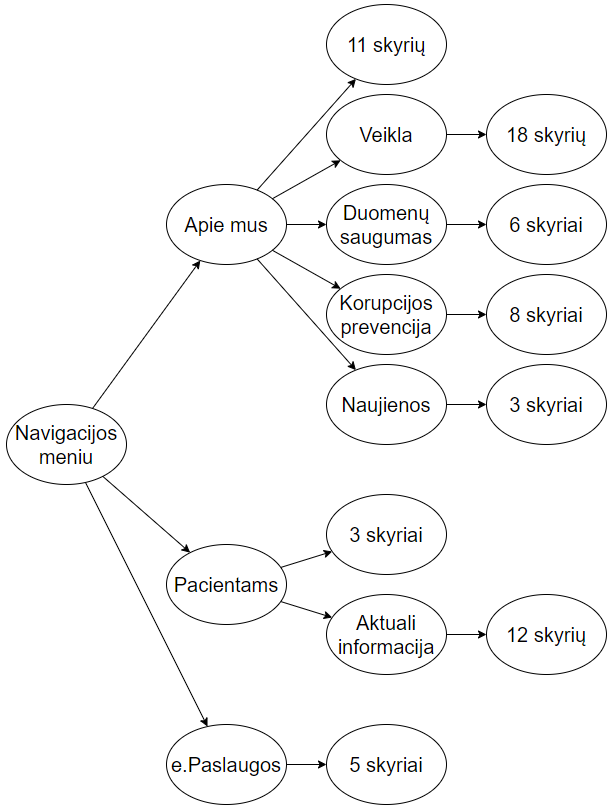 11 skyrių
Veikla
18 skyrių
Apie mus
Duomenų
saugumas
6 skyriai
Korupcijos
prevencija
8 skyriai
Naujienos
3 skyriai
Navigacijos
meniu
3 skyriai
Pacientams
Aktuali
informacija
12 skyrių
e.Paslaugos
5 skyriai